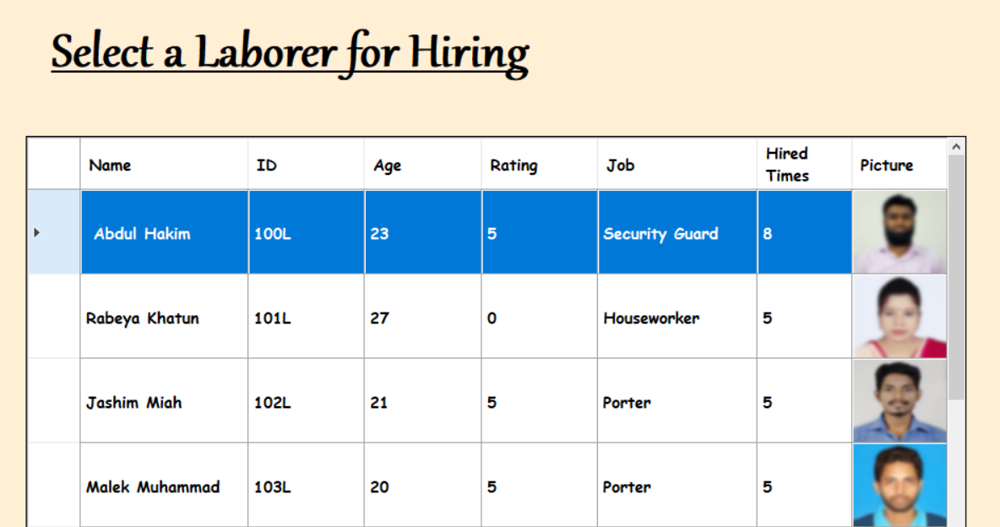 Select a Laborer for Hiring
Name ID Age Rating Job Hired Times Picture
Abdul Hakim 100L 23 5 Security Guard 8
Rabeya Khatun 101L 27 0 Houseworker 5
Jashim Miah 102L 21 5 Porter 5
Malek Muhammad 103L 20 5 Porter 5